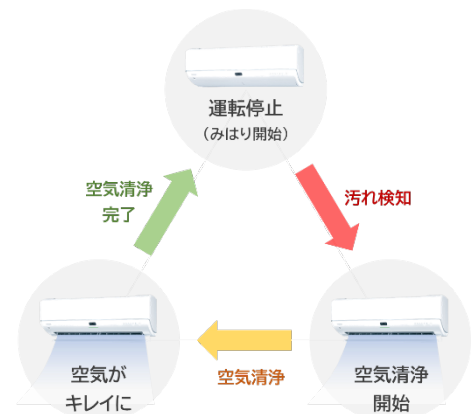 運転停止
(みはり開始)
空気清浄
完了
汚れ検知
空気が
キレイに
空気清浄
空気清浄
開始